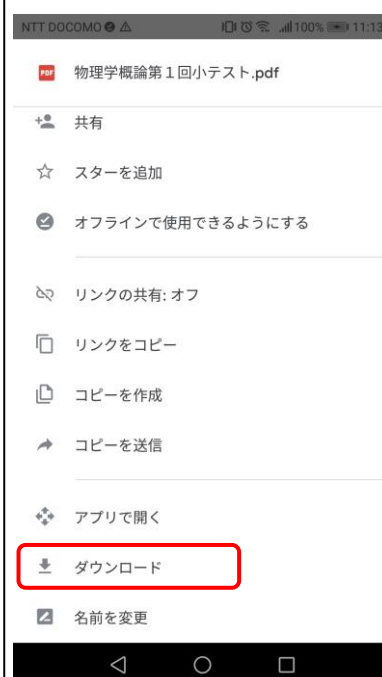 NTT DOCOMO 100% 11:13
PDF 物理学概論第１回小テスト.pdf
共有
スターを追加
オフラインで使用できるようにする
リンクの共有: オフ
リンクをコピー
コピーを作成
コピーを送信
アプリで開く
ダウンロード
名前を変更